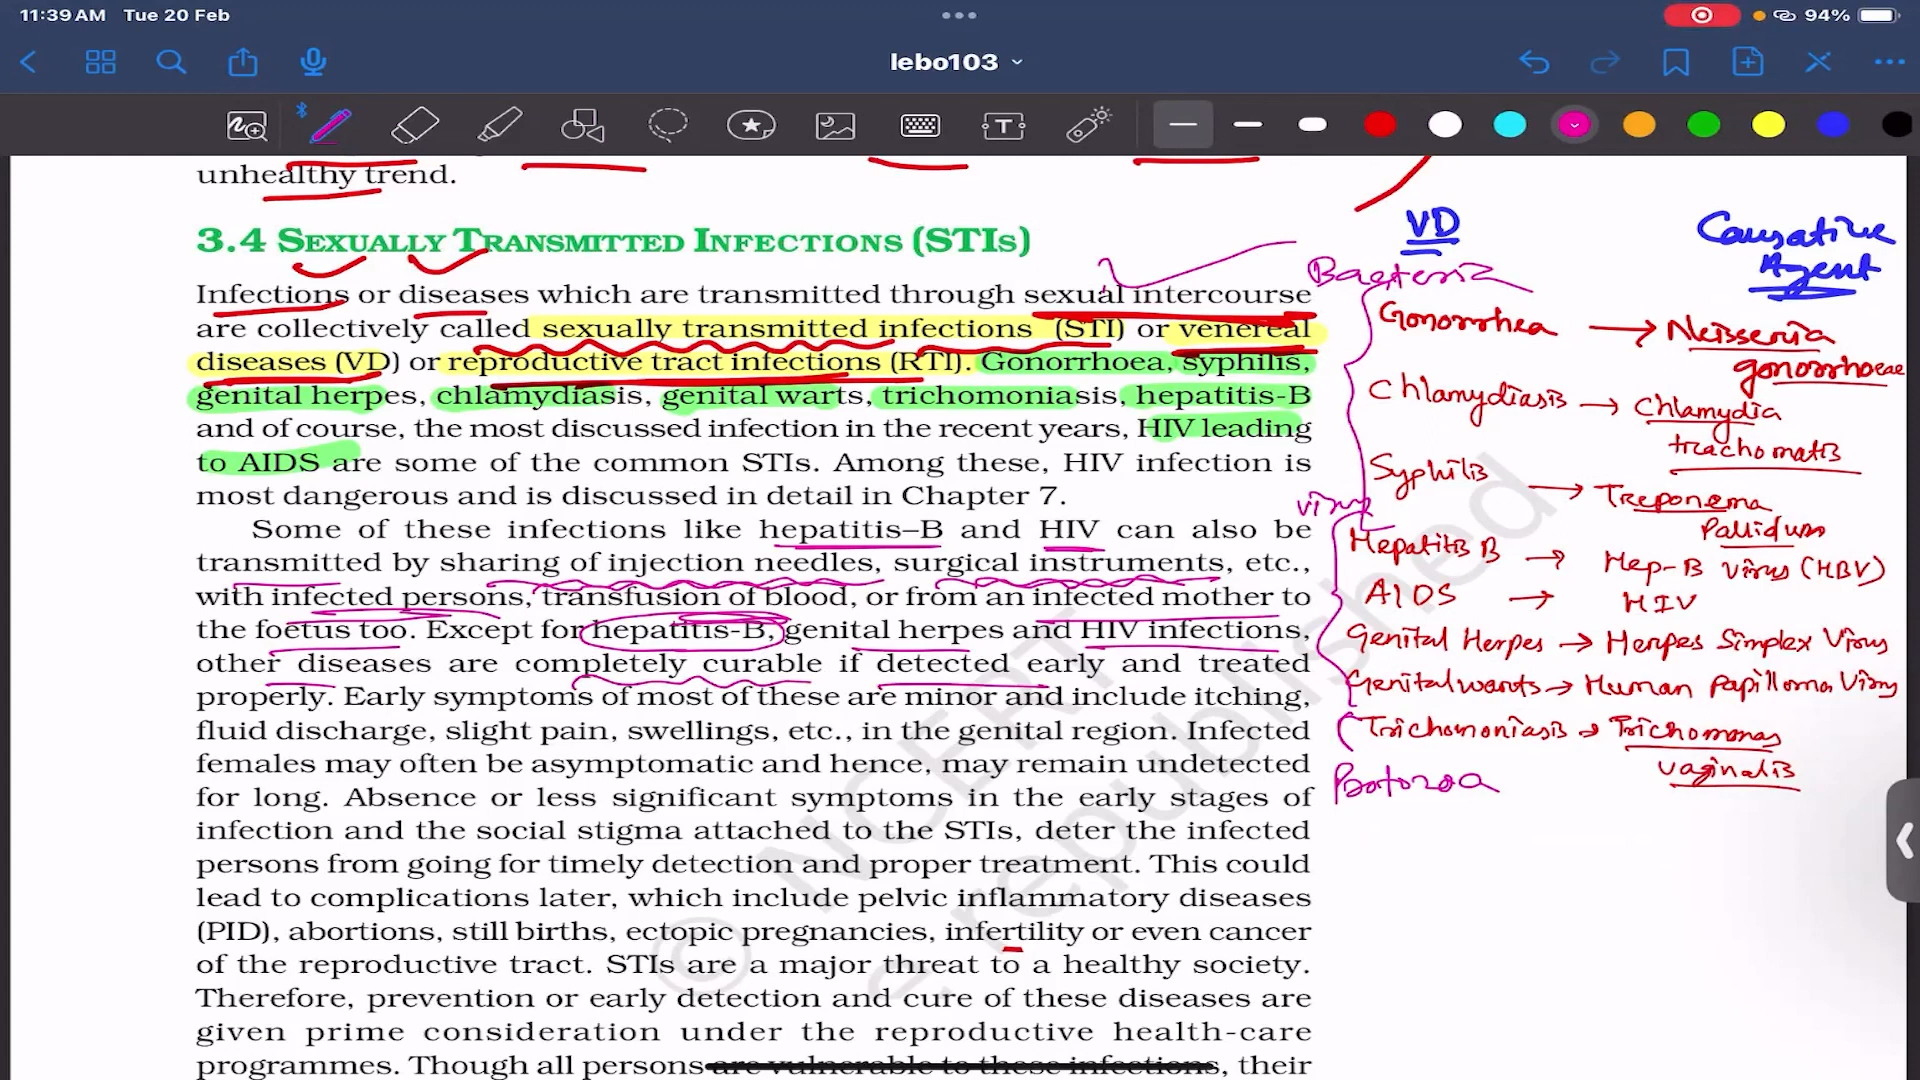 11:39 AM Tue 20 Feb
94%
lebo103
unhealthy trend.
3.4 SEXUALLY TRANSMITTED INFECTIONS (STIS)
Infections or diseases which are transmitted through sexual intercourse
are collectively called sexually transmitted infections (STI) or venereal
diseases (VD) or reproductive tract infections (RTI). Gonorrhoea, syphilis,
genital herpes, chlamydiasis, genital warts, trichomoniasis, hepatitis-B
and of course, the most discussed infection in the recent years, HIV leading
to AIDS are some of the common STIs. Among these, HIV infection is
most dangerous and is discussed in detail in Chapter 7.
Some of these infections like hepatitis–B and HIV can also be
transmitted by sharing of injection needles, surgical instruments, etc.,
with infected persons, transfusion of blood, or from an infected mother to
the foetus too. Except for hepatitis-B, genital herpes and HIV infections,
other diseases are completely curable if detected early and treated
properly. Early symptoms of most of these are minor and include itching,
fluid discharge, slight pain, swellings, etc., in the genital region. Infected
females may often be asymptomatic and hence, may remain undetected
for long. Absence or less significant symptoms in the early stages of
infection and the social stigma attached to the STIs, deter the infected
persons from going for timely detection and proper treatment. This could
lead to complications later, which include pelvic inflammatory diseases
(PID), abortions, still births, ectopic pregnancies, infertility or even cancer
of the reproductive tract. STIs are a major threat to a healthy society.
Therefore, prevention or early detection and cure of these diseases are
given prime consideration under the reproductive health-care
programmes. Though all persons are vulnerable to these infections, their
© NCERT
republished
VD
Causative
Agent
Bacteria
Gonorrhea → Neisseria
gonorrhoeae
Chlamydiasis → Chlamydia
trachomatis
Syphilis → Treponema
Pallidum
Virus
Hepatitis B → Hep-B Virus (HBV)
AIDS → HIV
Genital Herpes → Herpes Simplex Virus
Genital warts → Human Papilloma Virus
Trichomoniasis → Trichomonas
vaginalis
Protozoa